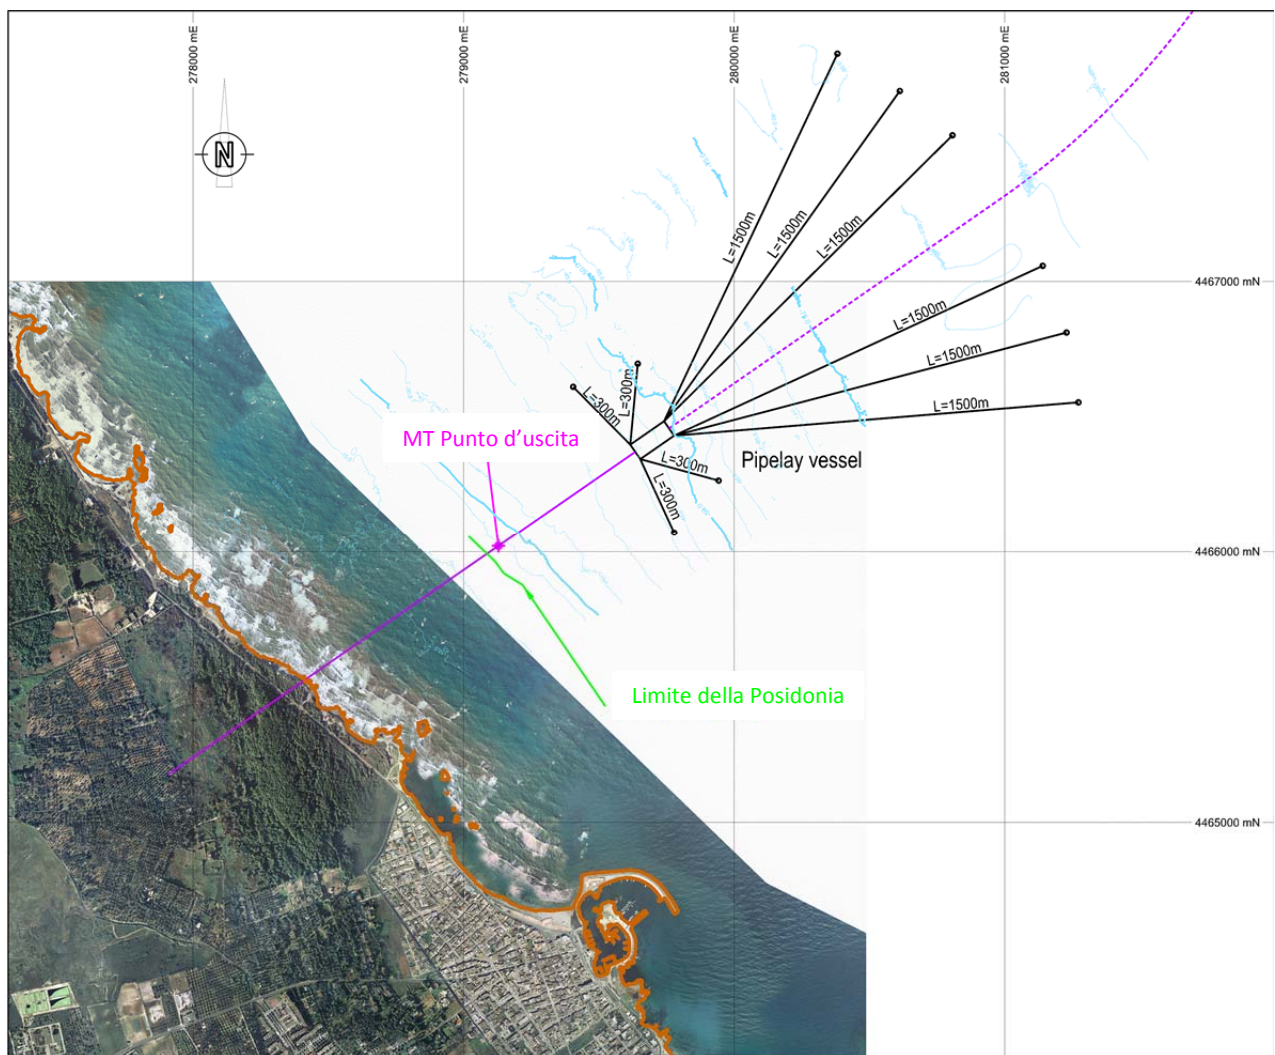 278000 mE
279000 mE
280000 mE
281000 mE
N
L=1500m
L=1500m
L=1500m
4467000 mN
L=1500m
L=1500m
L=1500m
L=300m
L=300m
MT Punto d'uscita
Pipelay vessel
L=300m
L=300m
4466000 mN
Limite della Posidonia
4465000 mN